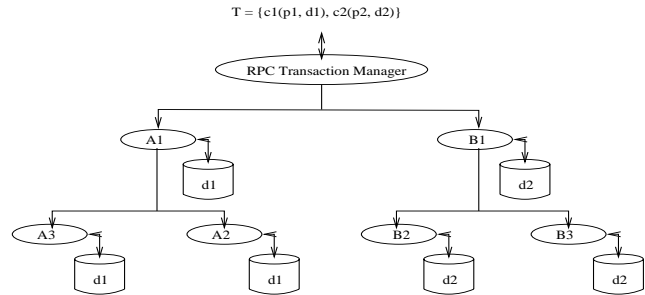 T = {c1(p1, d1), c2(p2, d2)}
RPC Transaction Manager
A1
B1
d1
d2
A3
A2
B2
B3
d1
d1
d2
d2